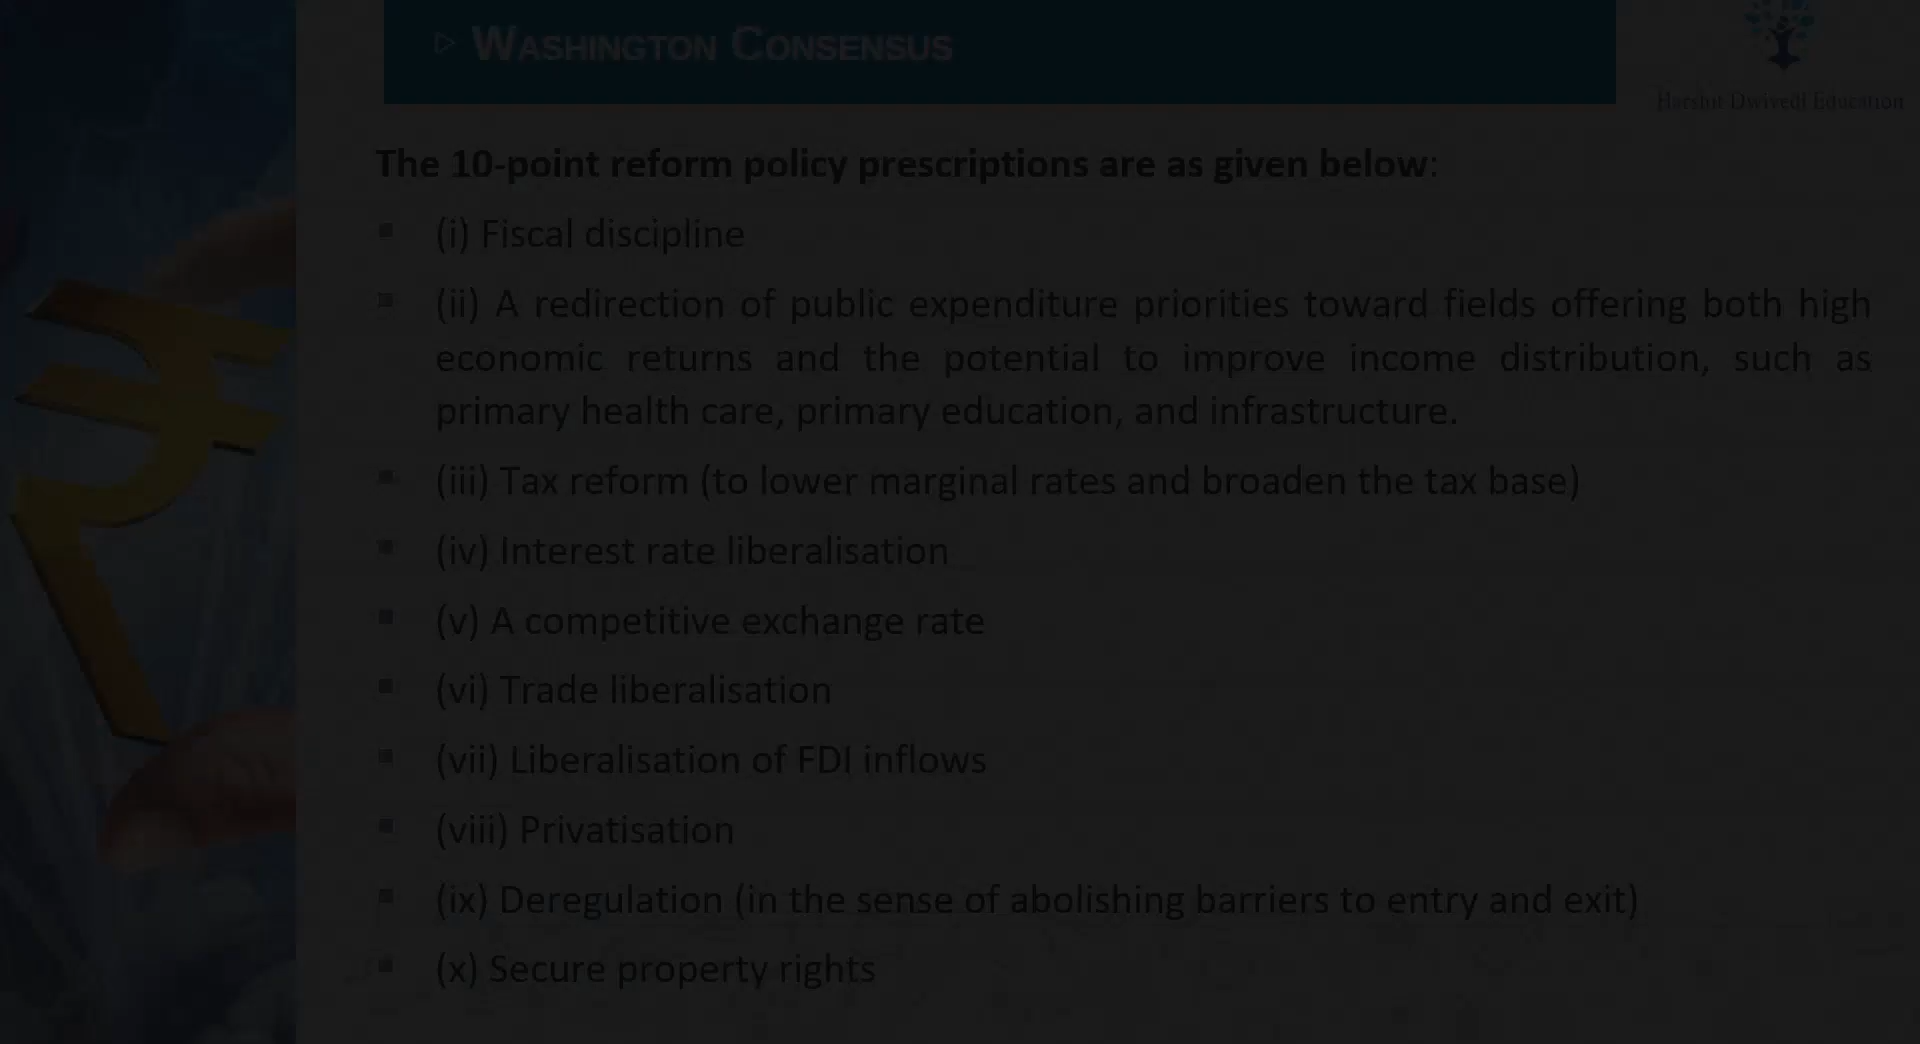 ▷ WASHINGTON CONSENSUS
Harshit Dwivedi Education
The 10-point reform policy prescriptions are as given below:
▪ (i) Fiscal discipline
▪ (ii) A redirection of public expenditure priorities toward fields offering both high
economic returns and the potential to improve income distribution, such as
primary health care, primary education, and infrastructure.
▪ (iii) Tax reform (to lower marginal rates and broaden the tax base)
▪ (iv) Interest rate liberalisation
▪ (v) A competitive exchange rate
▪ (vi) Trade liberalisation
▪ (vii) Liberalisation of FDI inflows
▪ (viii) Privatisation
▪ (ix) Deregulation (in the sense of abolishing barriers to entry and exit)
▪ (x) Secure property rights